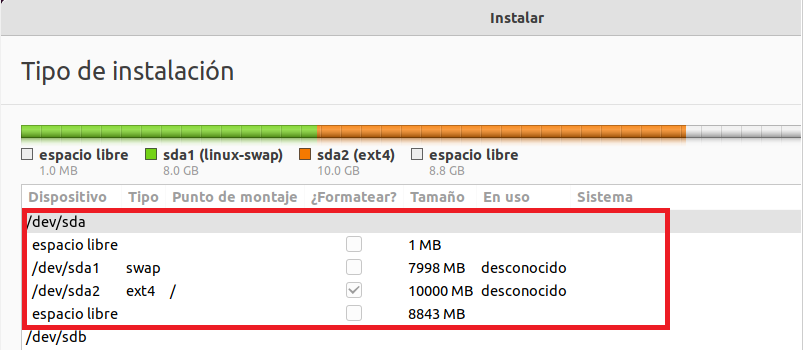 Instalar
Tipo de instalación
espacio libre sda1 (linux-swap) sda2 (ext4) espacio libre
1.0 MB 8.0 GB 10.0 GB 8.8 GB
Dispositivo Tipo Punto de montaje ¿Formatear? Tamaño En uso Sistema
/dev/sda
espacio libre 1 MB
/dev/sda1 swap 7998 MB desconocido
/dev/sda2 ext4 / 10000 MB desconocido
espacio libre 8843 MB
/dev/sdb